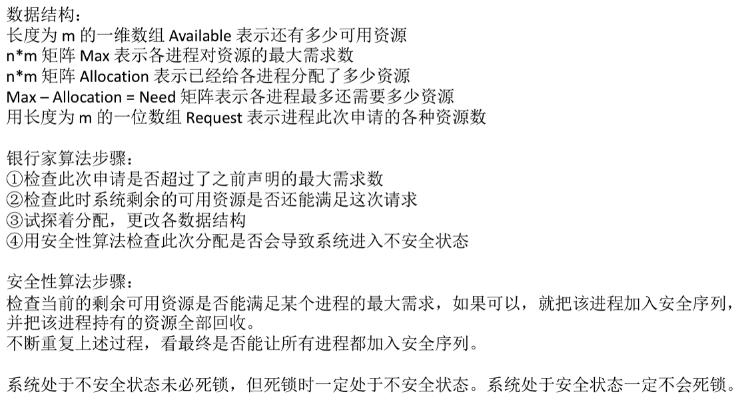 数据结构：
长度为 m 的一维数组 Available 表示还有多少可用资源
n*m 矩阵 Max 表示各进程对资源的最大需求数
n*m 矩阵 Allocation 表示已经给各进程分配了多少资源
Max – Allocation = Need 矩阵表示各进程最多还需要多少资源
用长度为 m 的一位数组 Request 表示进程此次申请的各种资源数
银行家算法步骤：
①检查此次申请是否超过了之前声明的最大需求数
②检查此时系统剩余的可用资源是否还能满足这次请求
③试探着分配，更改各数据结构
④用安全性算法检查此次分配是否会导致系统进入不安全状态
安全性算法步骤：
检查当前的剩余可用资源是否能满足某个进程的最大需求，如果可以，就把该进程加入安全序列，
并把该进程持有的资源全部回收。
不断重复上述过程，看最终是否能让所有进程都加入安全序列。
系统处于不安全状态未必死锁，但死锁时一定处于不安全状态。系统处于安全状态一定不会死锁。